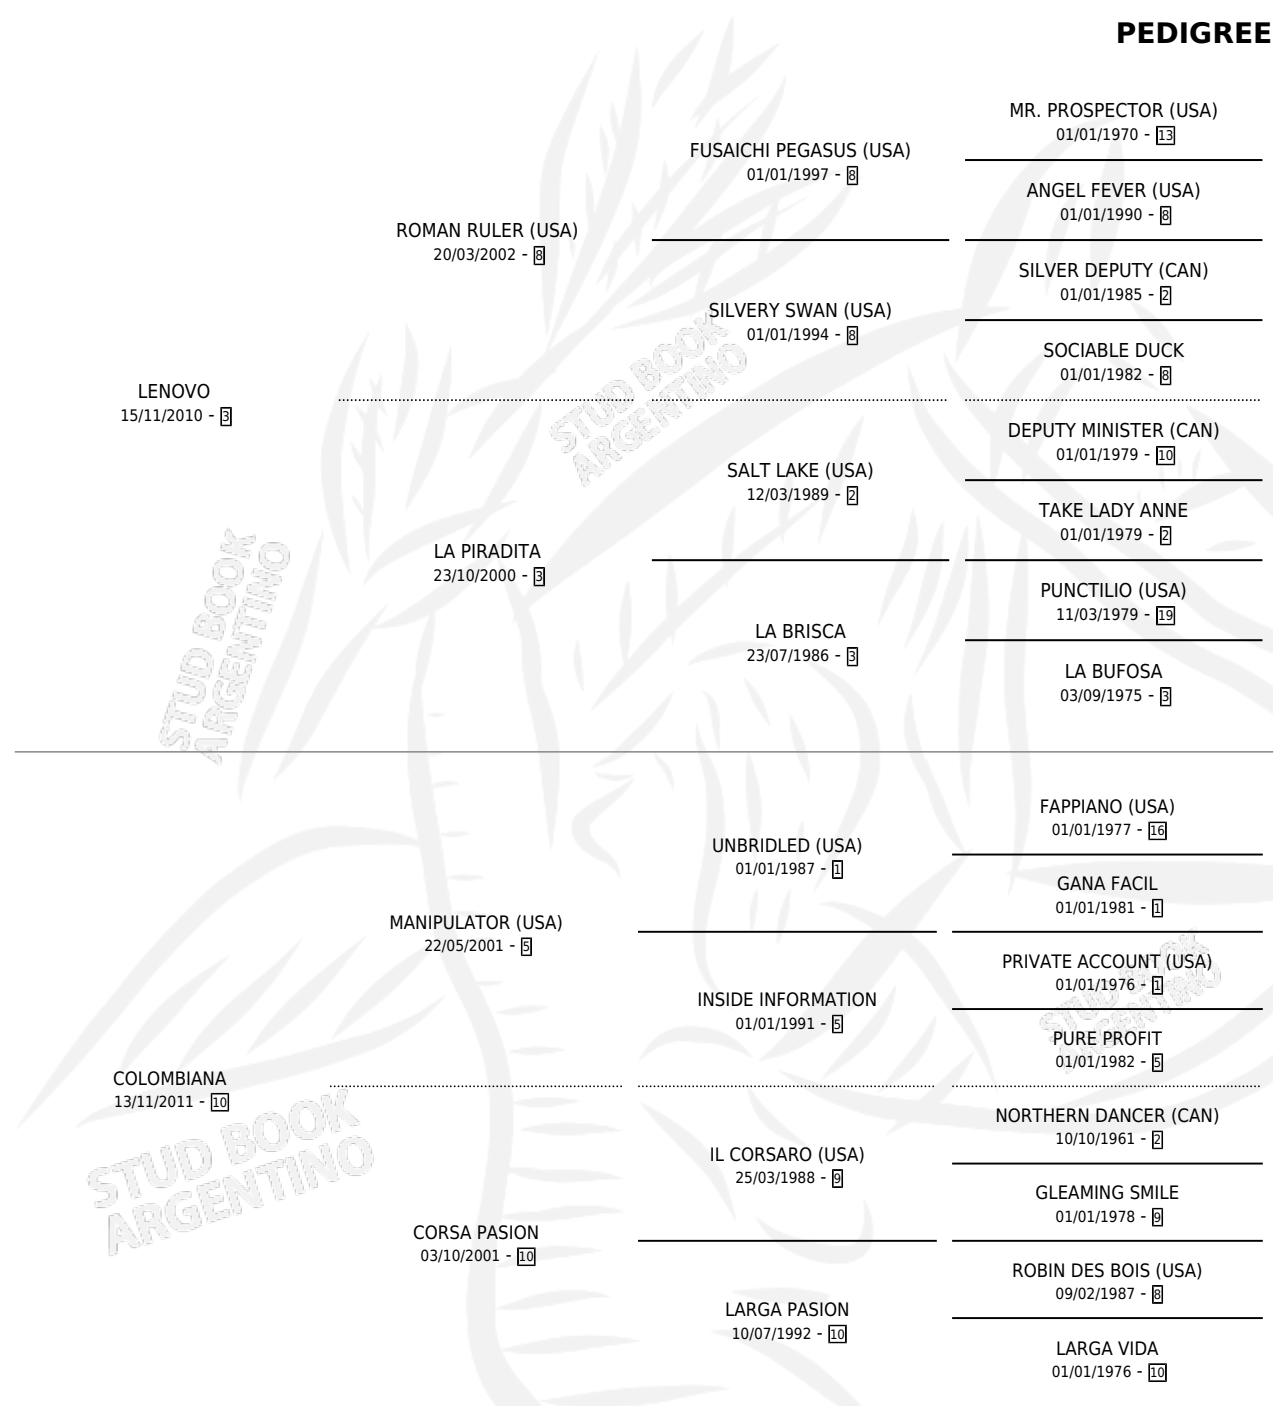 PEDIGREE
MR. PROSPECTOR (USA)
01/01/1970 - 13
FUSAICHI PEGASUS (USA)
01/01/1997 - 8
ANGEL FEVER (USA)
01/01/1990 - 8
ROMAN RULER (USA)
20/03/2002 - 8
SILVER DEPUTY (CAN)
01/01/1985 - 2
SILVERY SWAN (USA)
01/01/1994 - 8
SOCIABLE DUCK
01/01/1982 - 8
LENOVO
15/11/2010 - 3
STUD BOOK
ARGENTINO
DEPUTY MINISTER (CAN)
01/01/1979 - 10
SALT LAKE (USA)
12/03/1989 - 2
TAKE LADY ANNE
01/01/1979 - 2
LA PIRADITA
23/10/2000 - 3
PUNCTILIO (USA)
11/03/1979 - 19
LA BRISCA
23/07/1986 - 3
LA BUFOSA
03/09/1975 - 3
STUD BOOK
ARGENTINO
FAPPIANO (USA)
01/01/1977 - 16
UNBRIDLED (USA)
01/01/1987 - 1
GANA FACIL
01/01/1981 - 1
MANIPULATOR (USA)
22/05/2001 - 5
PRIVATE ACCOUNT (USA)
01/01/1976 - 1
INSIDE INFORMATION
01/01/1991 - 5
PURE PROFIT
01/01/1982 - 5
STUD BOOK
ARGENTINO
COLOMBIANA
13/11/2011 - 10
NORTHERN DANCER (CAN)
10/10/1961 - 2
IL CORSARO (USA)
25/03/1988 - 9
GLEAMING SMILE
01/01/1978 - 9
STUD BOOK
ARGENTINO
CORSA PASION
03/10/2001 - 10
ROBIN DES BOIS (USA)
09/02/1987 - 8
LARGA PASION
10/07/1992 - 10
LARGA VIDA
01/01/1976 - 10